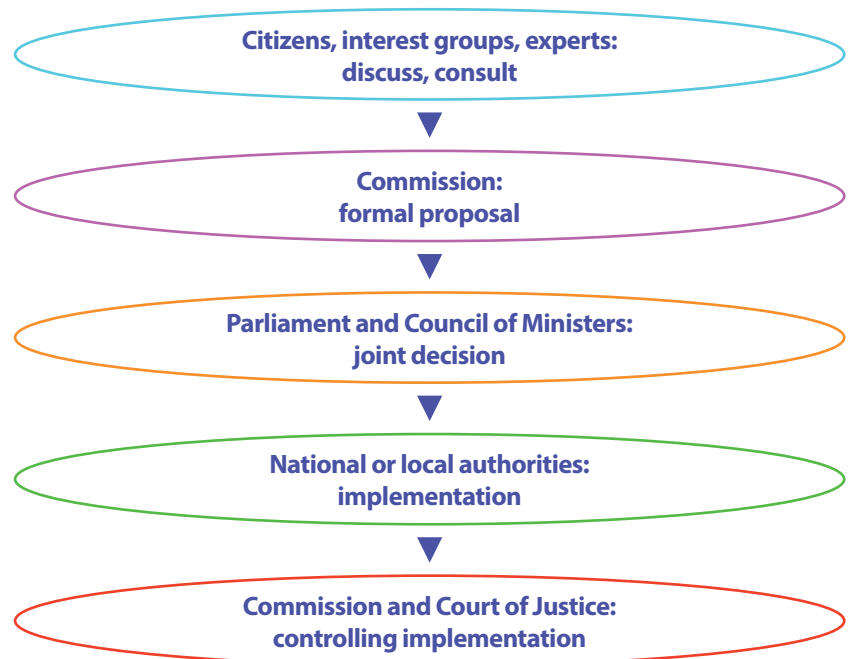 Citizens, interest groups, experts:
discuss, consult
Commission:
formal proposal
Parliament and Council of Ministers:
joint decision
National or local authorities:
implementation
Commission and Court of Justice:
controlling implementation